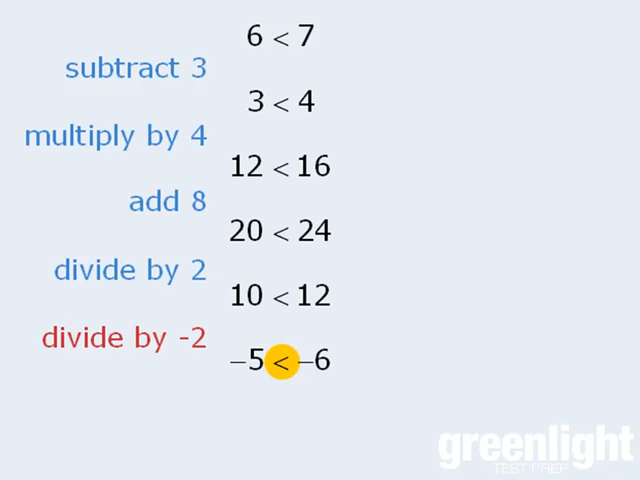 6 < 7
subtract 3
3 < 4
multiply by 4
12 < 16
add 8
20 < 24
divide by 2
10 < 12
divide by -2
−5 < −6
greenlight
TEST PREP